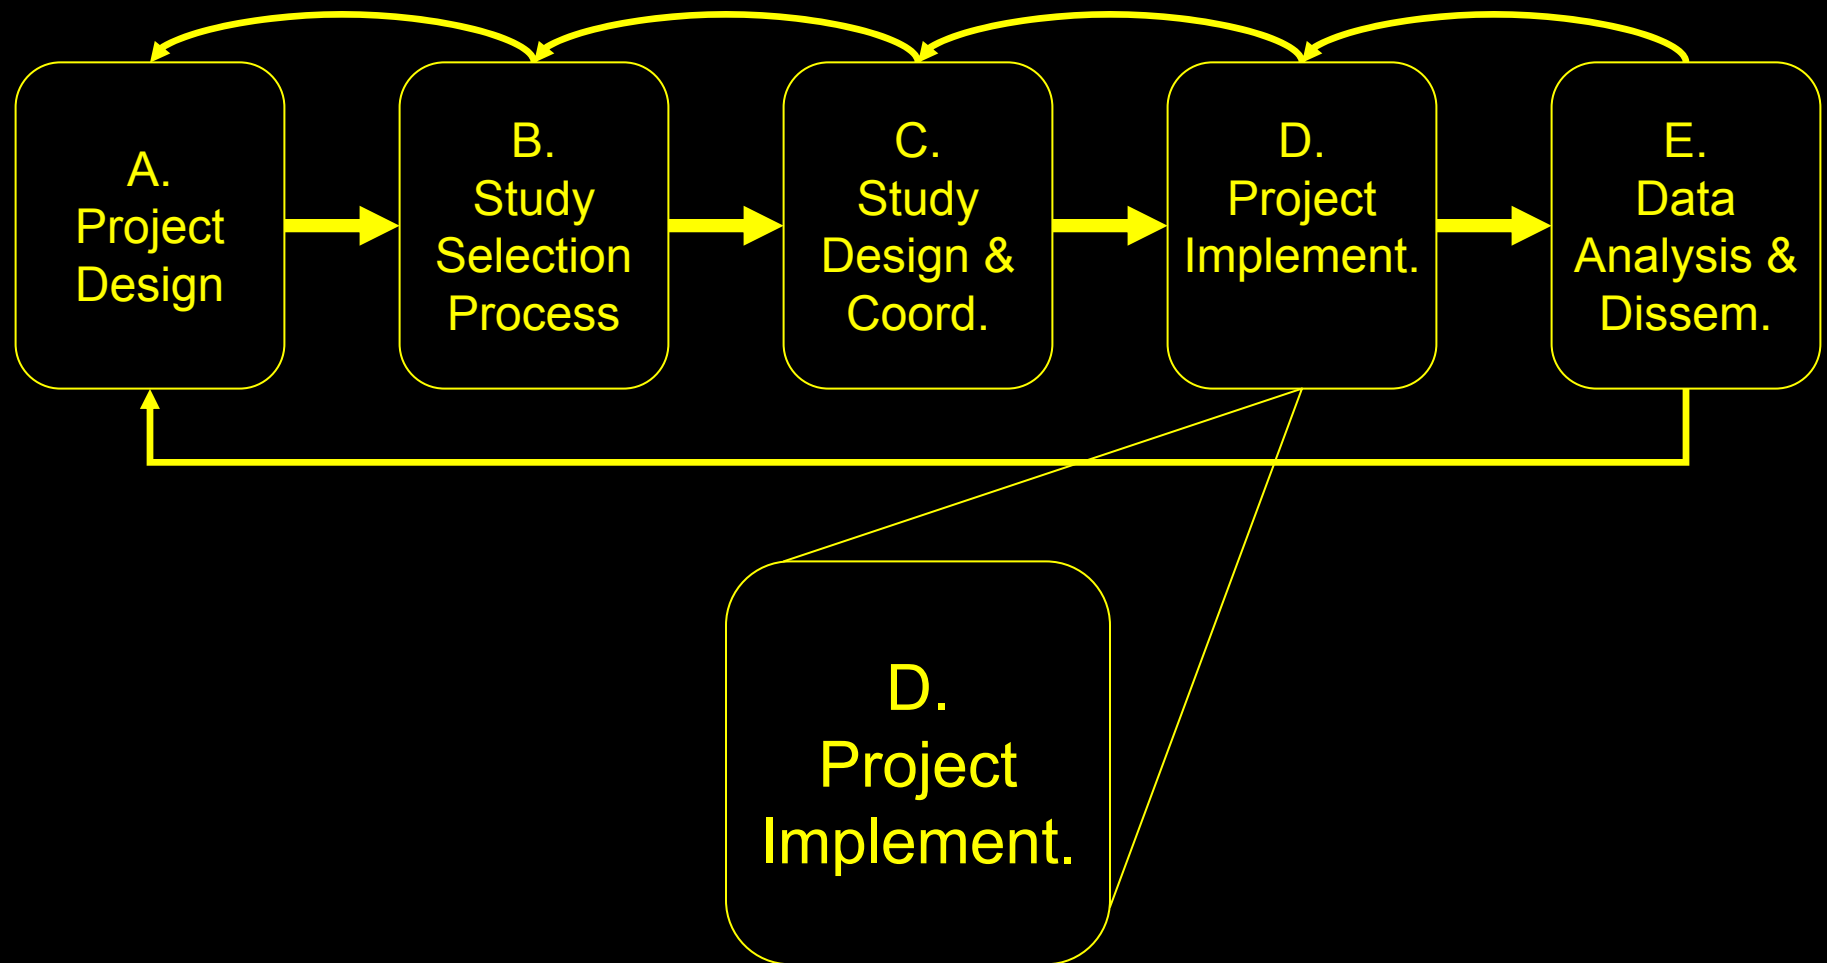 A.
Project
Design
B.
Study
Selection
Process
C.
Study
Design &
Coord.
D.
Project
Implement.
E.
Data
Analysis &
Dissem.
D.
Project
Implement.